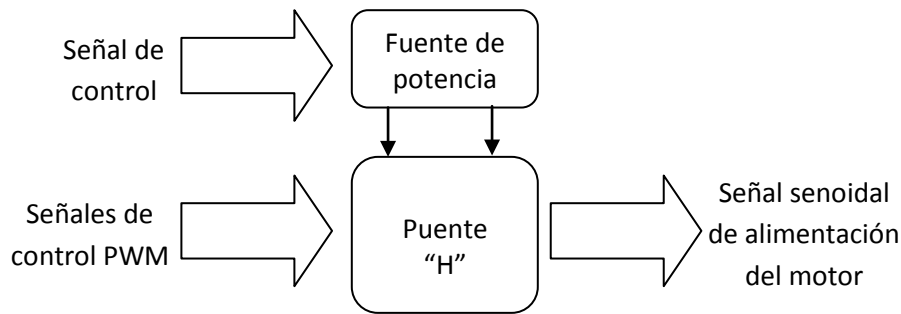 Señal de
control
Fuente de
potencia
Señales de
control PWM
Puente
“H”
Señal senoidal
de alimentación
del motor